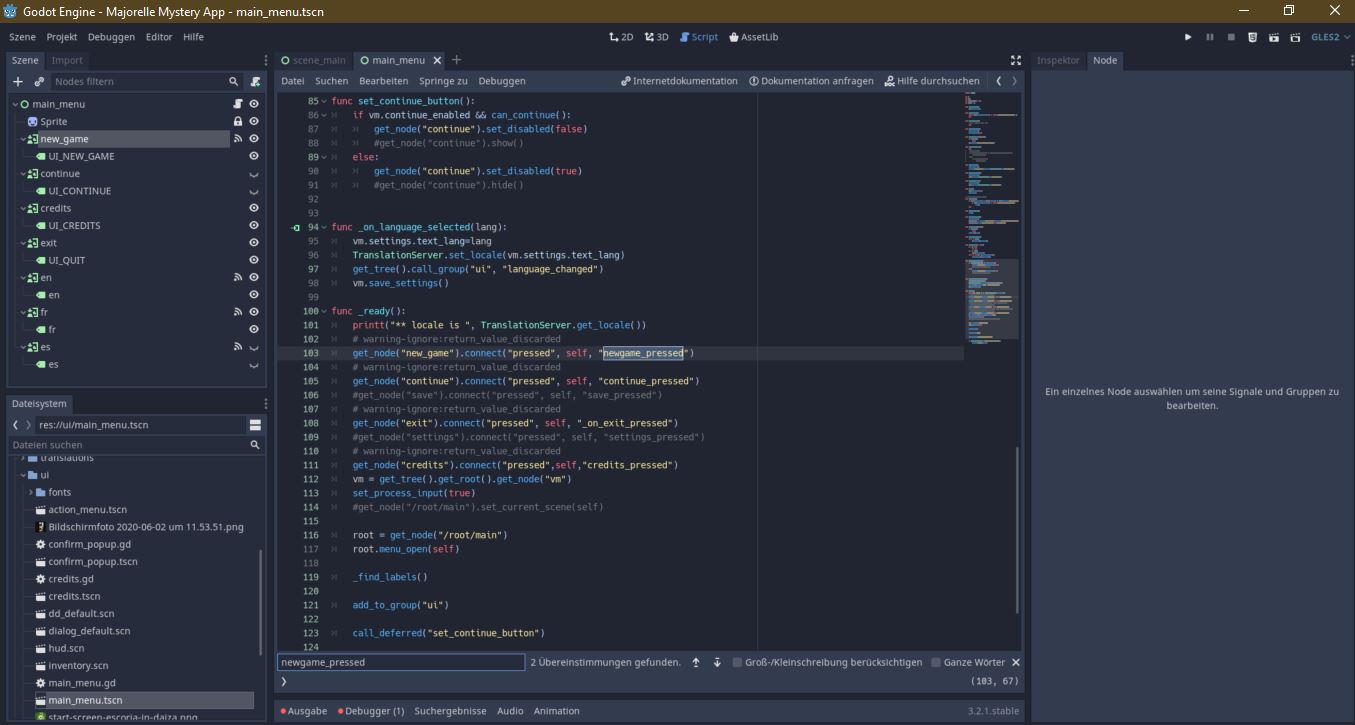 Godot Engine - Majorelle Mystery App - main_menu.tscn
Szene Projekt Debuggen Editor Hilfe
2D 3D Script AssetLib
GLES2
Szene Import
Nodes filtern
main_menu
Sprite
new_game
UI_NEW_GAME
continue
UI_CONTINUE
credits
UI_CREDITS
exit
UI_QUIT
en
en
fr
fr
es
es
Dateisystem
res://ui/main_menu.tscn
Dateien suchen
translations
ui
fonts
action_menu.tscn
Bildschirmfoto 2020-06-02 um 11.53.51.png
confirm_popup.gd
confirm_popup.tscn
credits.gd
credits.tscn
dd_default.scn
dialog_default.scn
hud.scn
inventory.scn
main_menu.gd
main_menu.tscn
start-screen-escoria-in-daiza.png
scene_main main_menu
Datei Suchen Bearbeiten Springe zu Debuggen Internetdokumentation Dokumentation anfragen Hilfe durchsuchen
85 func set_continue_button():
86 if vm.continue_enabled && can_continue():
87 get_node("continue").set_disabled(false)
88 #get_node("continue").show()
89 else:
90 get_node("continue").set_disabled(true)
91 #get_node("continue").hide()
92
93
94 func _on_language_selected(lang):
95 vm.settings.text_lang=lang
96 TranslationServer.set_locale(vm.settings.text_lang)
97 get_tree().call_group("ui", "language_changed")
98 vm.save_settings()
99
100 func _ready():
101 printt("** locale is ", TranslationServer.get_locale())
102 # warning-ignore:return_value_discarded
103 get_node("new_game").connect("pressed", self, "newgame_pressed")
104 # warning-ignore:return_value_discarded
105 get_node("continue").connect("pressed", self, "continue_pressed")
106 #get_node("save").connect("pressed", self, "save_pressed")
107 # warning-ignore:return_value_discarded
108 get_node("exit").connect("pressed", self, "_on_exit_pressed")
109 #get_node("settings").connect("pressed", self, "settings_pressed")
110 # warning-ignore:return_value_discarded
111 get_node("credits").connect("pressed",self,"credits_pressed")
112 vm = get_tree().get_root().get_node("vm")
113 set_process_input(true)
114 #get_node("/root/main").set_current_scene(self)
115
116 root = get_node("/root/main")
117 root.menu_open(self)
118
119 _find_labels()
120
121 add_to_group("ui")
122
123 call_deferred("set_continue_button")
124
newgame_pressed 2 Übereinstimmungen gefunden. Groß-/Kleinschreibung berücksichtigen Ganze Wörter
(103, 67)
Ausgabe Debugger (1) Suchergebnisse Audio Animation 3.2.1.stable
Inspektor Node
Ein einzelnes Node auswählen um seine Signale und Gruppen zu
bearbeiten.